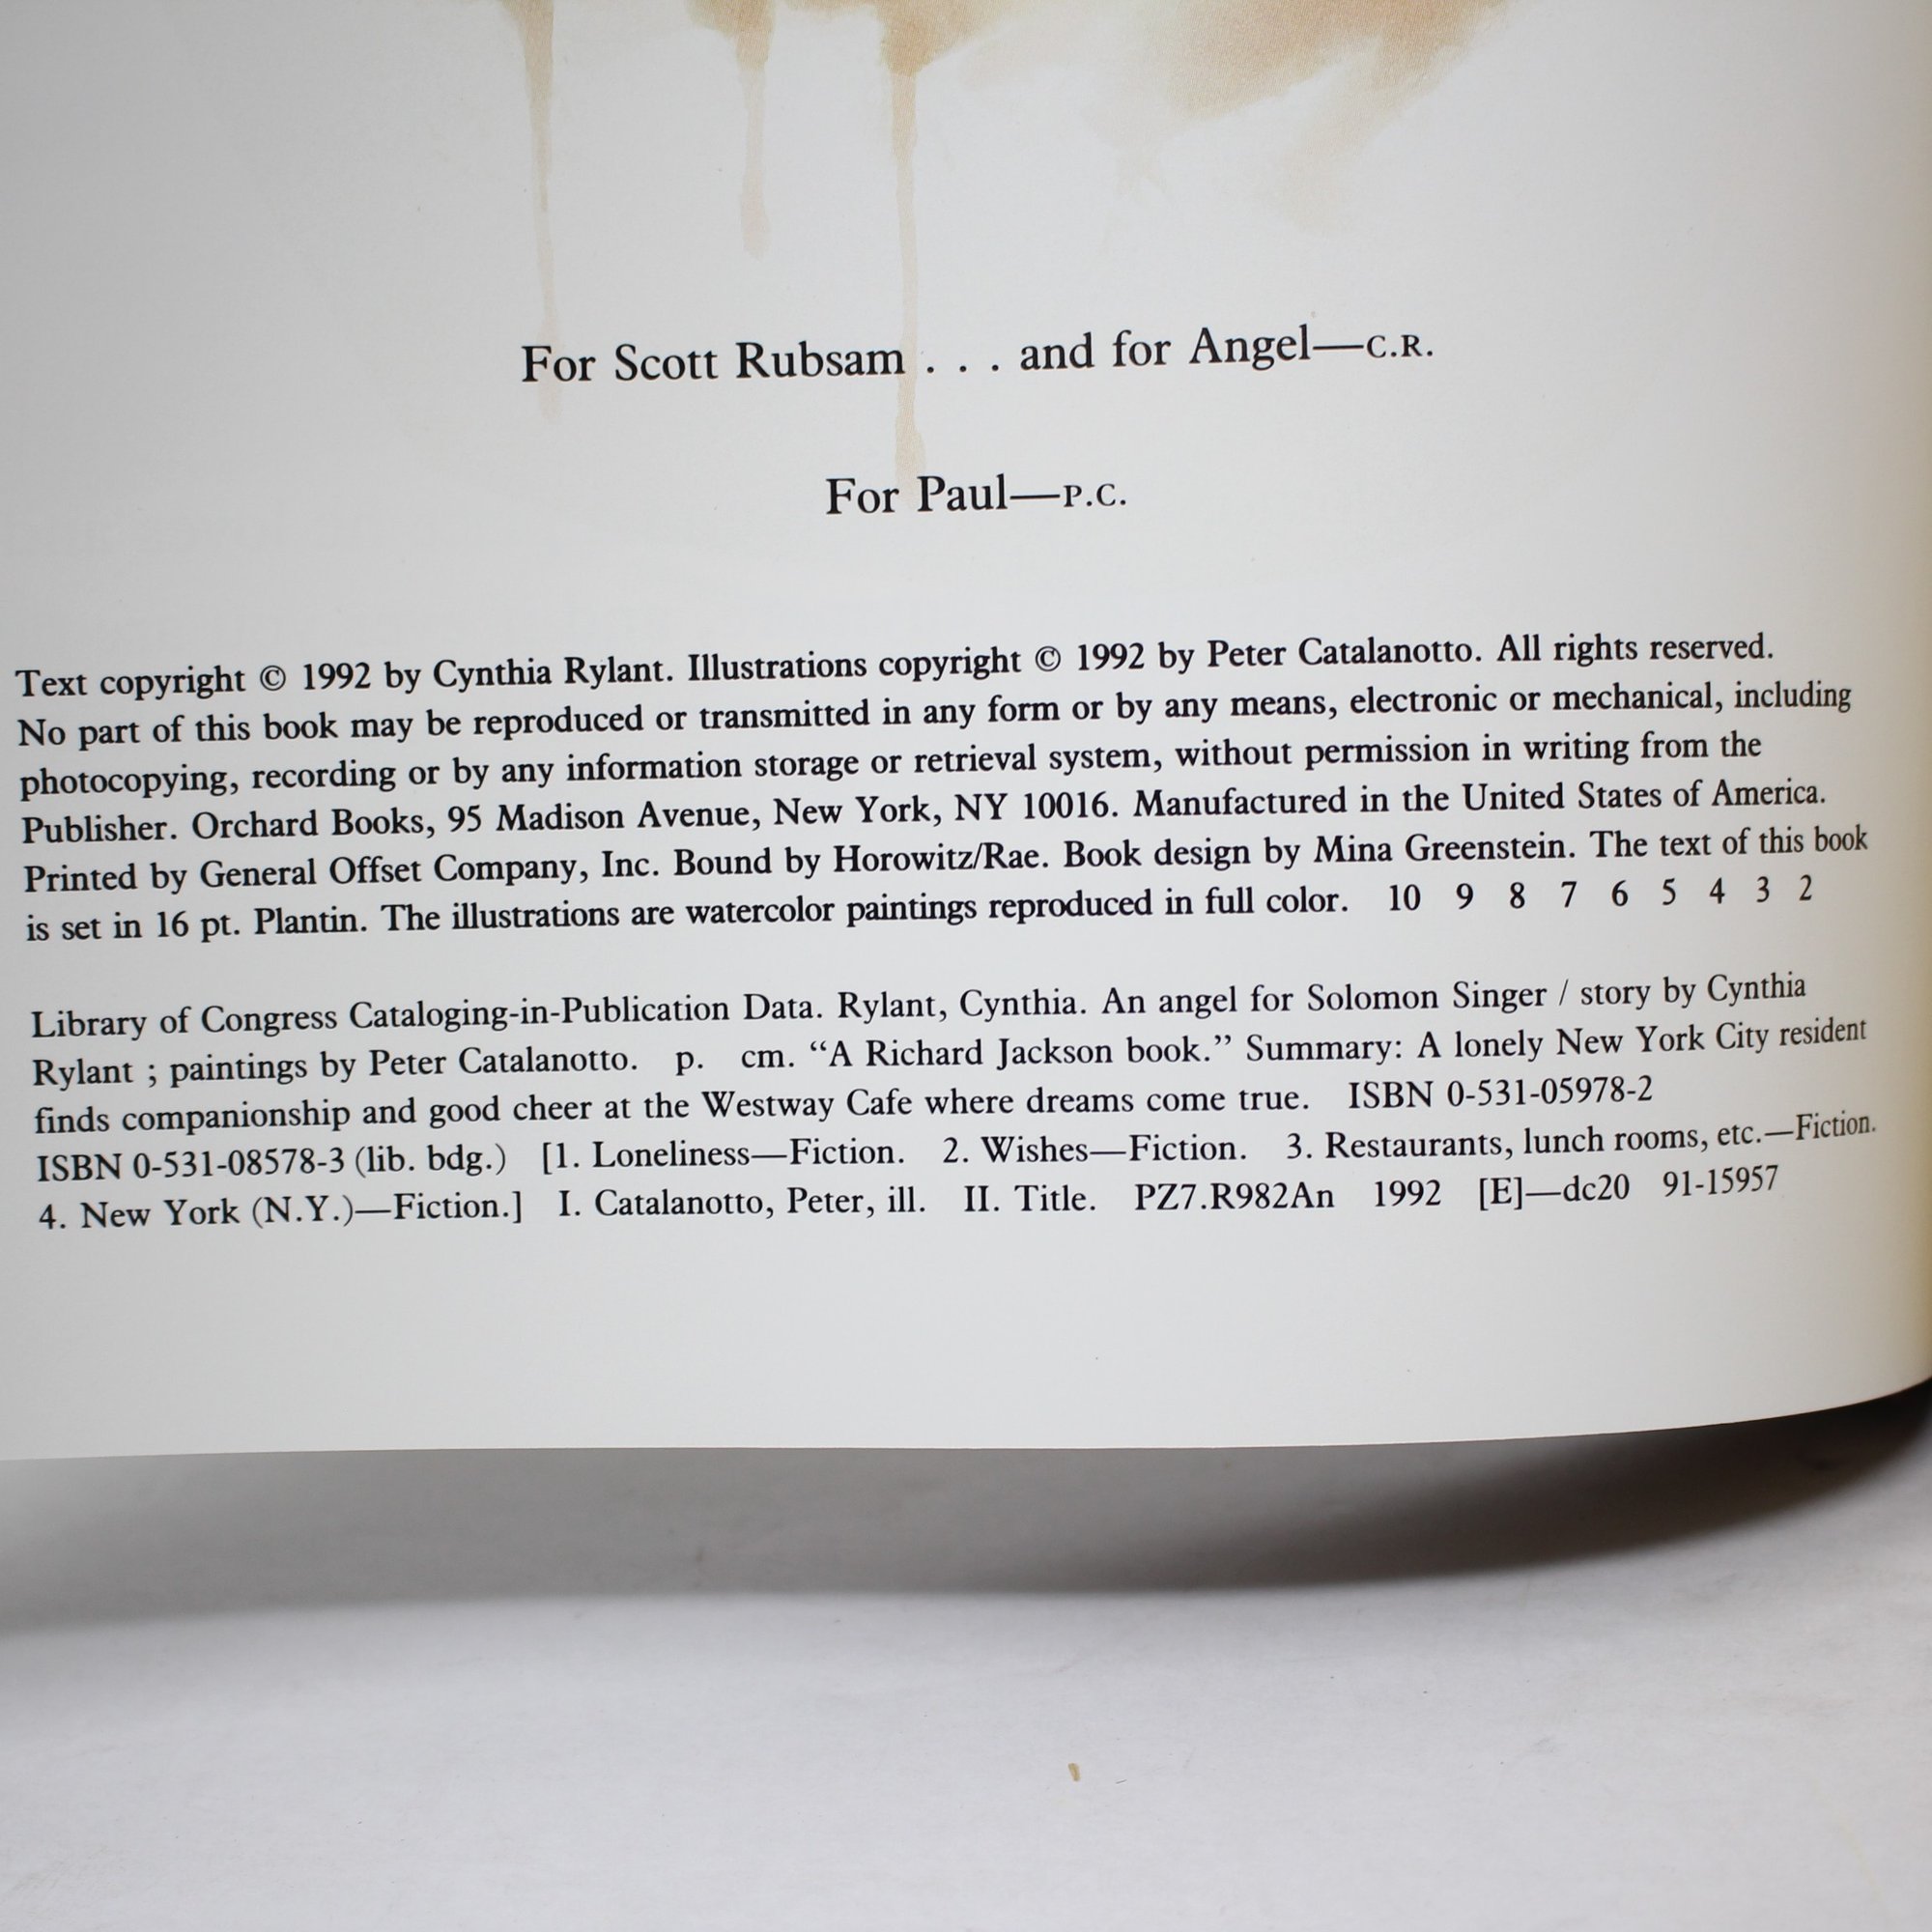 For Scott Rubsam . . . and for Angel—C.R.
For Paul—P.C.
Text copyright © 1992 by Cynthia Rylant. Illustrations copyright © 1992 by Peter Catalanotto. All rights reserved.
No part of this book may be reproduced or transmitted in any form or by any means, electronic or mechanical, including
photocopying, recording or by any information storage or retrieval system, without permission in writing from the
Publisher. Orchard Books, 95 Madison Avenue, New York, NY 10016. Manufactured in the United States of America.
Printed by General Offset Company, Inc. Bound by Horowitz/Rae. Book design by Mina Greenstein. The text of this book
is set in 16 pt. Plantin. The illustrations are watercolor paintings reproduced in full color. 10 9 8 7 6 5 4 3 2
Library of Congress Cataloging-in-Publication Data. Rylant, Cynthia. An angel for Solomon Singer / story by Cynthia
Rylant ; paintings by Peter Catalanotto. p. cm. “A Richard Jackson book.” Summary: A lonely New York City resident
finds companionship and good cheer at the Westway Cafe where dreams come true. ISBN 0-531-05978-2
ISBN 0-531-08578-3 (lib. bdg.) [1. Loneliness—Fiction. 2. Wishes—Fiction. 3. Restaurants, lunch rooms, etc.—Fiction.
4. New York (N.Y.)—Fiction.] I. Catalanotto, Peter, ill. II. Title. PZ7.R982An 1992 [E]—dc20 91-15957